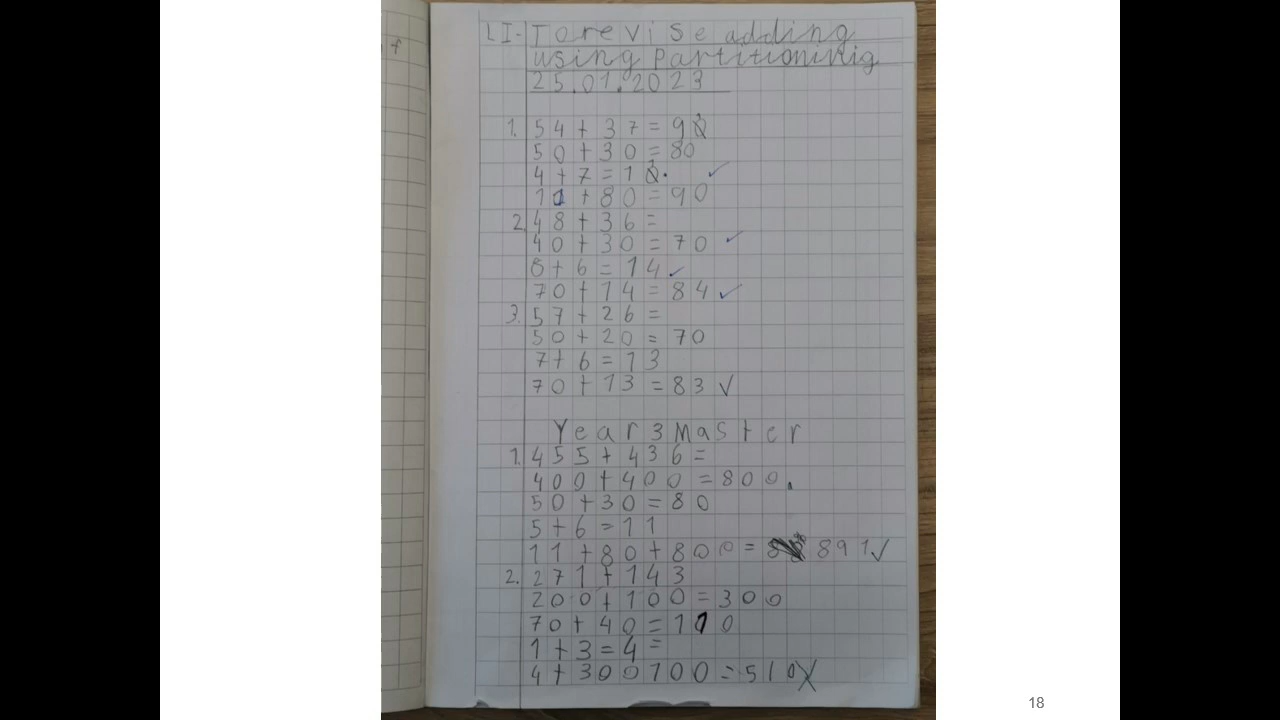 LI- To revise adding
using Partitioninig
25.01.2023
1. 54 + 37 = 90
50 + 30 = 80
4 + 7 = 10.
11 + 80 = 90
2. 48 + 36 =
40 + 30 = 70
8 + 6 = 14
70 + 14 = 84
3. 57 + 26 =
50 + 20 = 70
7 + 6 = 13
70 + 13 = 83
Year 3 Master
1. 455 + 436 =
400 + 400 = 800.
50 + 30 = 80
5 + 6 = 11
11 + 80 + 800 = 891
2. 271 + 143
200 + 100 = 300
70 + 40 = 110
1 + 3 = 4 =
4 + 300 100 = 510
18